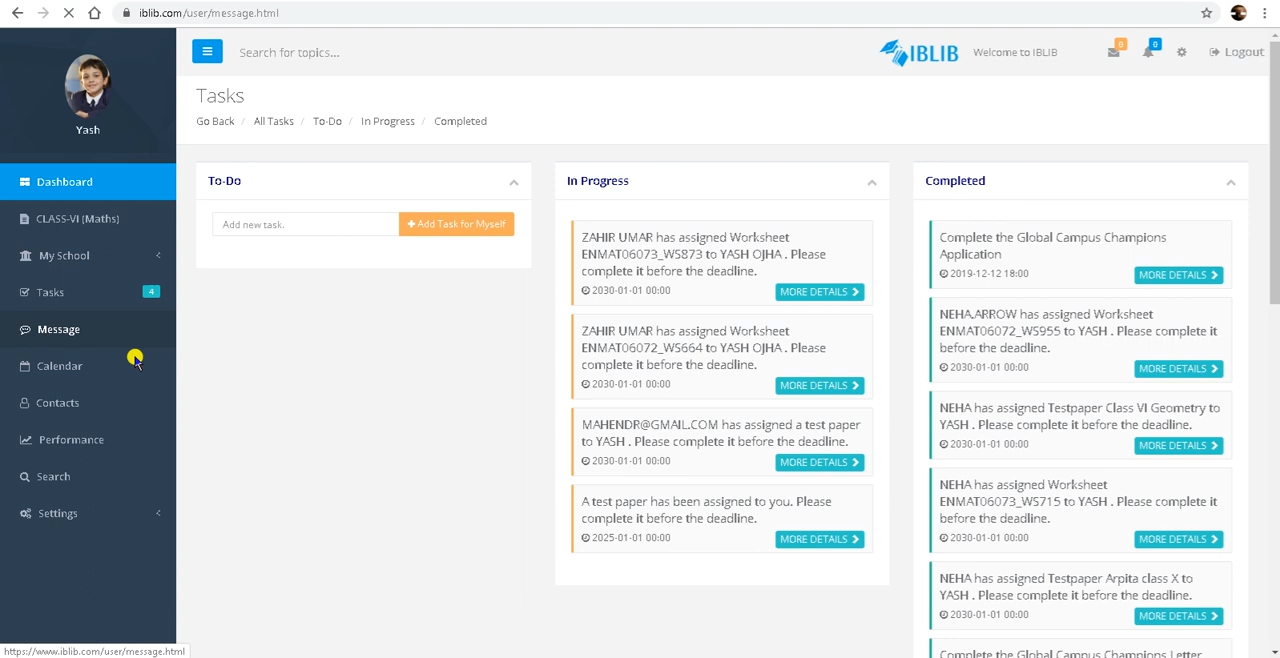 iblib.com/user/message.html
Yash
Dashboard
CLASS-VI (Maths)
My School
Tasks 4
Message
Calendar
Contacts
Performance
Search
Settings
https://www.iblib.com/user/message.html
Search for topics...
IBLIB
Welcome to IBLIB
0
0
Logout
Tasks
Go Back / All Tasks / To-Do / In Progress / Completed
To-Do
Add new task.
Add Task for Myself
In Progress
ZAHIR UMAR has assigned Worksheet
ENMAT06073_WS873 to YASH OJHA . Please
complete it before the deadline.
2030-01-01 00:00
MORE DETAILS
ZAHIR UMAR has assigned Worksheet
ENMAT06072_WS664 to YASH OJHA . Please
complete it before the deadline.
2030-01-01 00:00
MORE DETAILS
MAHENDR@GMAIL.COM has assigned a test paper
to YASH . Please complete it before the deadline.
2030-01-01 00:00
MORE DETAILS
A test paper has been assigned to you. Please
complete it before the deadline.
2025-01-01 00:00
MORE DETAILS
Completed
Complete the Global Campus Champions
Application
2019-12-12 18:00
MORE DETAILS
NEHA.ARROW has assigned Worksheet
ENMAT06072_WS955 to YASH . Please complete it
before the deadline.
2030-01-01 00:00
MORE DETAILS
NEHA has assigned Testpaper Class VI Geometry to
YASH . Please complete it before the deadline.
2030-01-01 00:00
MORE DETAILS
NEHA has assigned Worksheet
ENMAT06073_WS715 to YASH . Please complete it
before the deadline.
2030-01-01 00:00
MORE DETAILS
NEHA has assigned Testpaper Arpita class X to
YASH . Please complete it before the deadline.
2030-01-01 00:00
MORE DETAILS
Complete the Global Campus Champions Letter